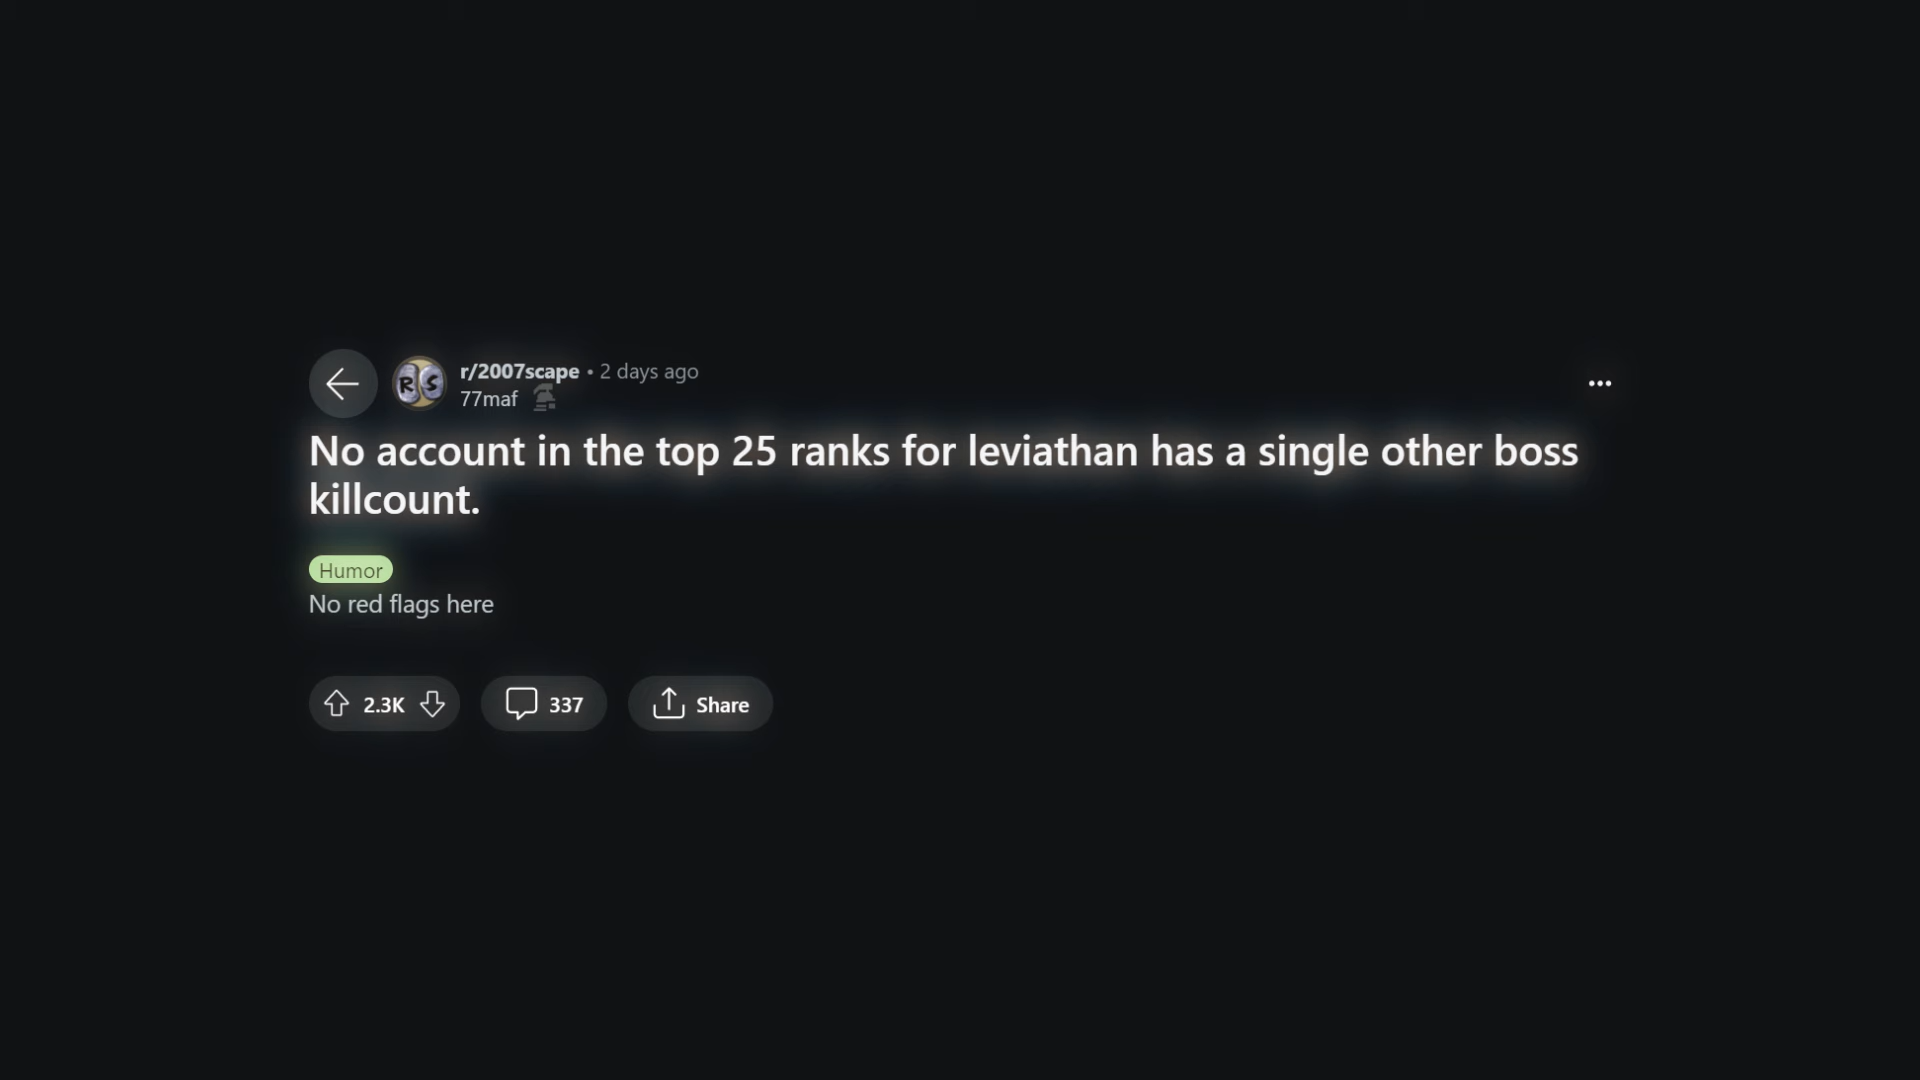 RS
r/2007scape • 2 days ago
77maf
No account in the top 25 ranks for leviathan has a single other boss
killcount.
Humor
No red flags here
2.3K
337
Share